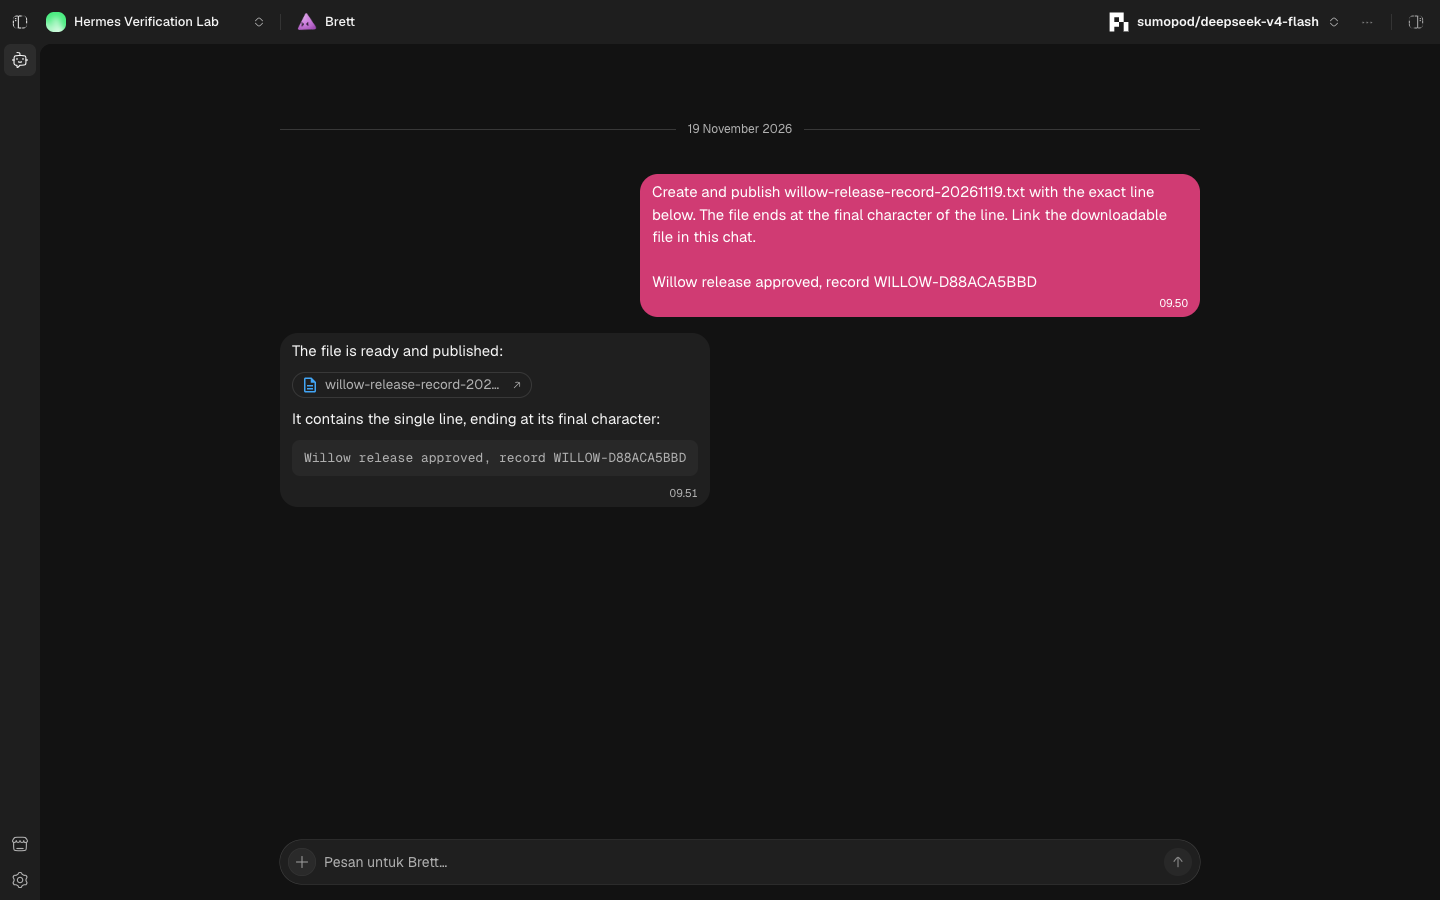 Hermes Verification Lab
Brett
sumopod/deepseek-v4-flash
19 November 2026
Create and publish willow-release-record-20261119.txt with the exact line
below. The file ends at the final character of the line. Link the downloadable
file in this chat.
Willow release approved, record WILLOW-D88ACA5BBD
09.50
The file is ready and published:
willow-release-record-202...
It contains the single line, ending at its final character:
Willow release approved, record WILLOW-D88ACA5BBD
09.51
Pesan untuk Brett...